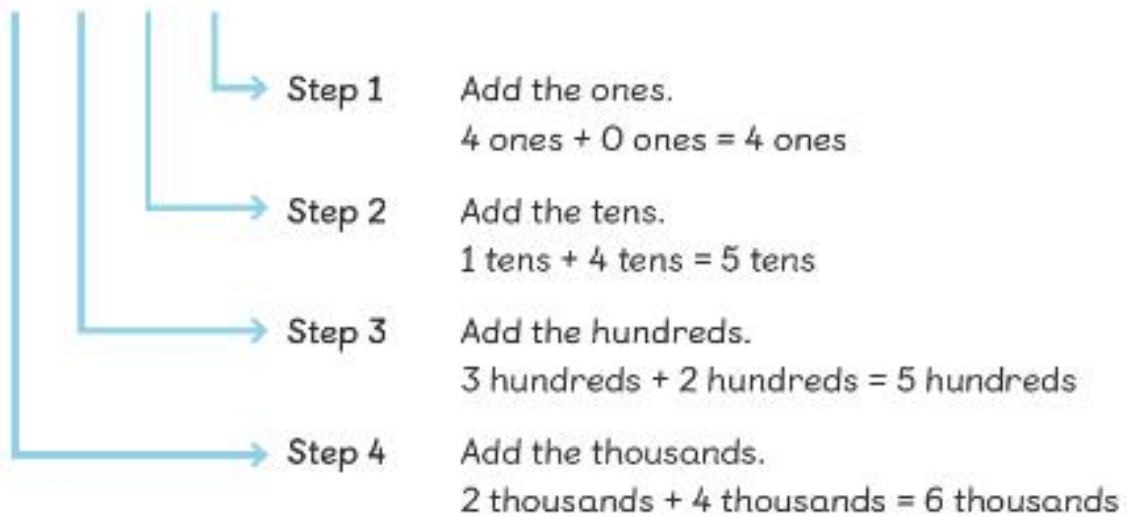 Step 1 Add the ones.
4 ones + 0 ones = 4 ones
Step 2 Add the tens.
1 tens + 4 tens = 5 tens
Step 3 Add the hundreds.
3 hundreds + 2 hundreds = 5 hundreds
Step 4 Add the thousands.
2 thousands + 4 thousands = 6 thousands